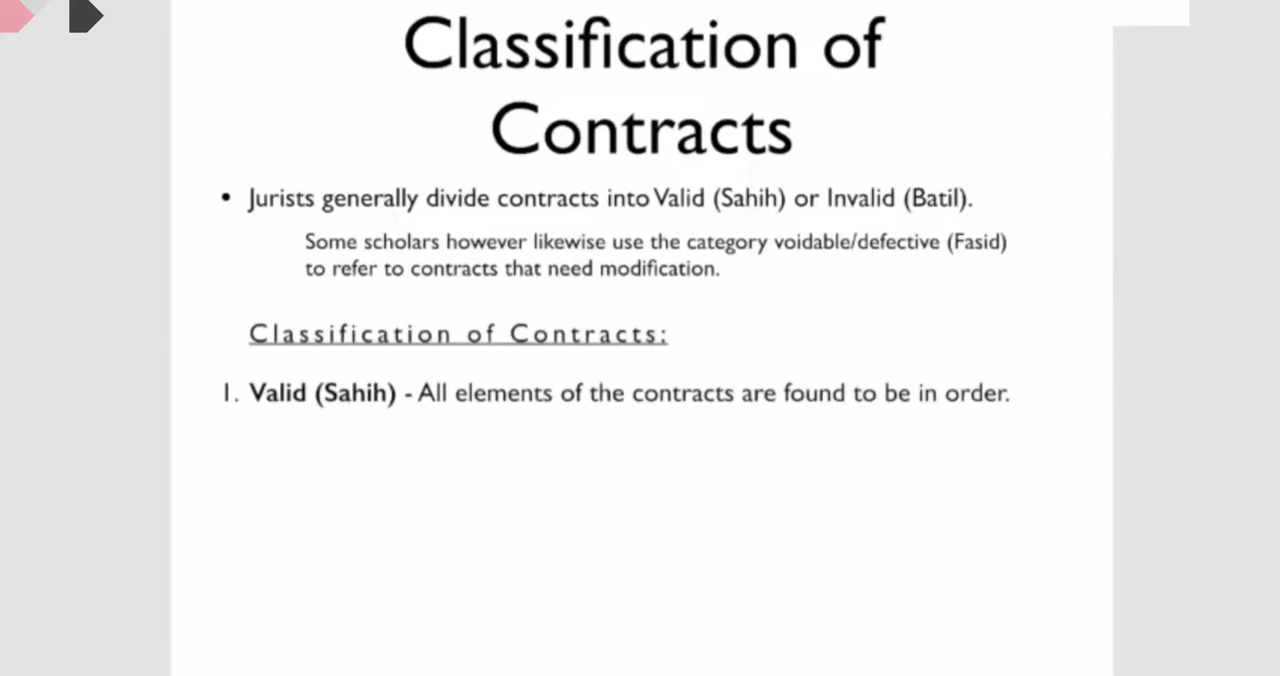 Classification of
Contracts
• Jurists generally divide contracts into Valid (Sahih) or Invalid (Batil).
Some scholars however likewise use the category voidable/defective (Fasid)
to refer to contracts that need modification.
Classification of Contracts:
1. Valid (Sahih) - All elements of the contracts are found to be in order.